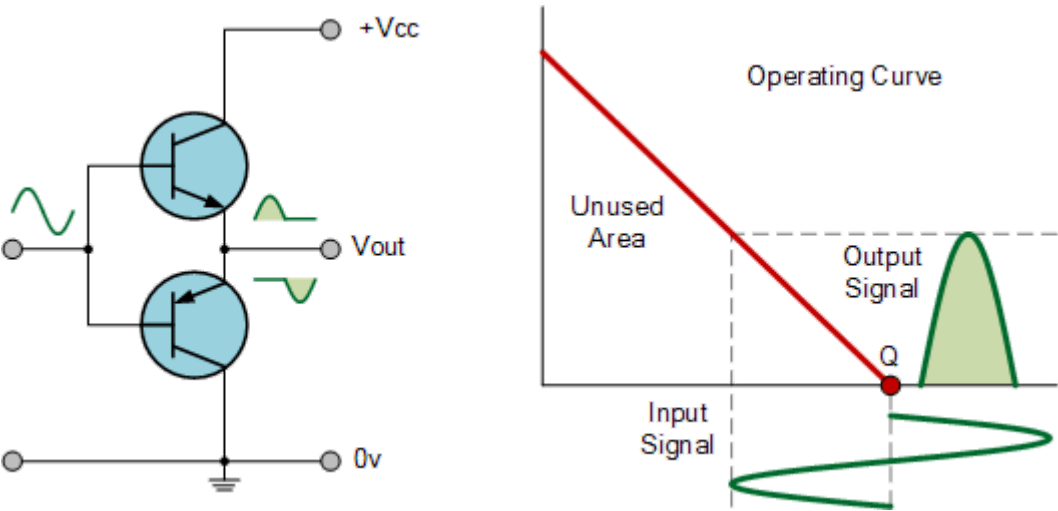 +Vcc
Vout
0v
Operating Curve
Unused
Area
Output
Signal
Q
Input
Signal